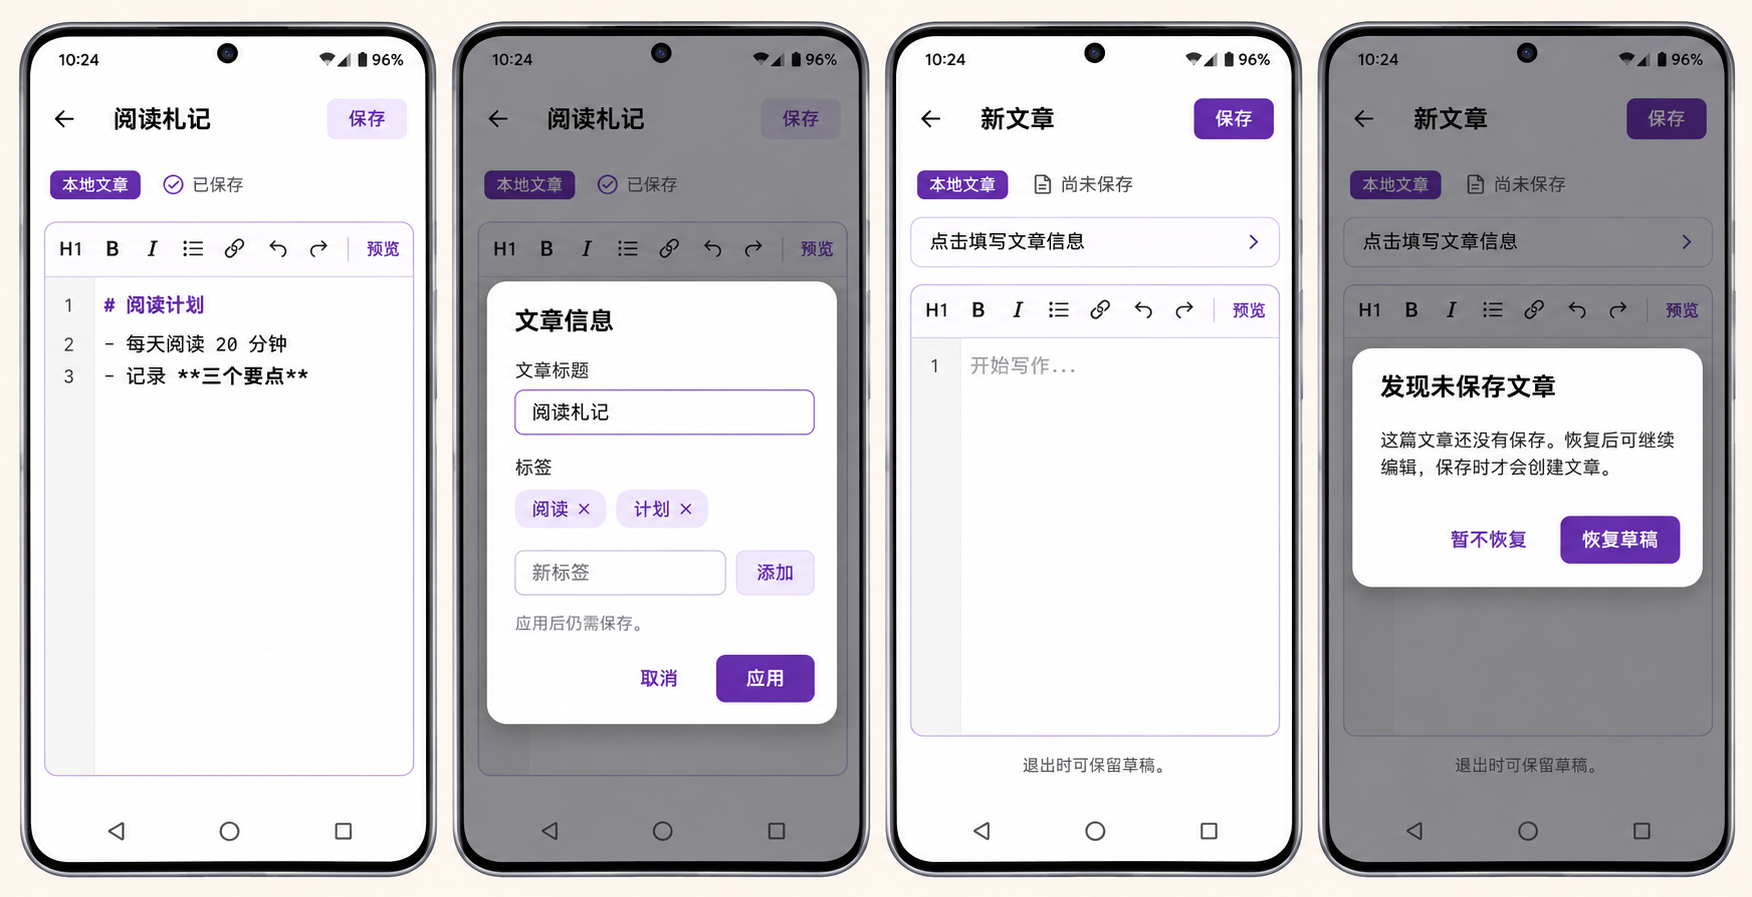 10:24 96%
阅读札记 保存
本地文章 已保存
H1 B I 预览
1 # 阅读计划
2 - 每天阅读 20 分钟
3 - 记录 **三个要点**
10:24 96%
阅读札记 保存
本地文章 已保存
H1 B I 预览
文章信息
文章标题
阅读札记
标签
阅读 × 计划 ×
新标签 添加
应用后仍需保存。
取消 应用
10:24 96%
新文章 保存
本地文章 尚未保存
点击填写文章信息
H1 B I 预览
1 开始写作...
退出时可保留草稿。
10:24 96%
新文章 保存
本地文章 尚未保存
点击填写文章信息
H1 B I 预览
发现未保存文章
这篇文章还没有保存。恢复后可继续
编辑，保存时才会创建文章。
暂不恢复 恢复草稿
退出时可保留草稿。